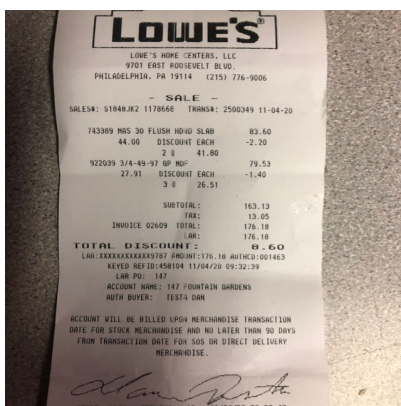 LOWE'S
LOWE'S HOME CENTERS, LLC
9701 EAST ROOSEVELT BLVD.
PHILADELPHIA, PA 19114 (215) 776-9006
- SALE -
SALES#: S1848JK2 1178668 TRANS#: 2500349 11-04-20
743389 MAS 30 FLUSH HDWD SLAB 83.60
44.00 DISCOUNT EACH -2.20
2 @ 41.80
922039 3/4-49-97 GP MDF 79.53
27.91 DISCOUNT EACH -1.40
3 @ 26.51
SUBTOTAL: 163.13
TAX: 13.05
INVOICE 02609 TOTAL: 176.18
LAR: 176.18
TOTAL DISCOUNT: 8.60
LAR:XXXXXXXXXXXX9787 AMOUNT:176.18 AUTHCD:001463
KEYED REFID:458104 11/04/20 09:32:39
LAR PO: 147
ACCOUNT NAME: 147 FOUNTAIN GARDENS
AUTH BUYER: TESTA DAN
ACCOUNT WILL BE BILLED UPON MERCHANDISE TRANSACTION
DATE FOR STOCK MERCHANDISE AND NO LATER THAN 90 DAYS
FROM TRANSACTION DATE FOR SOS OR DIRECT DELIVERY
MERCHANDISE.